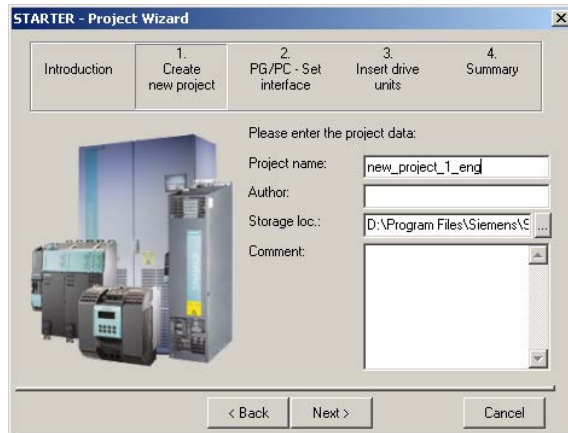 STARTER - Project Wizard
Introduction
1.
Create
new project
2.
PG/PC - Set
interface
3.
Insert drive
units
4.
Summary
Please enter the project data:
Project name:
new_project_1_eng
Author:
Storage loc.:
D:\Program Files\Siemens\S
...
Comment:
< Back
Next >
Cancel